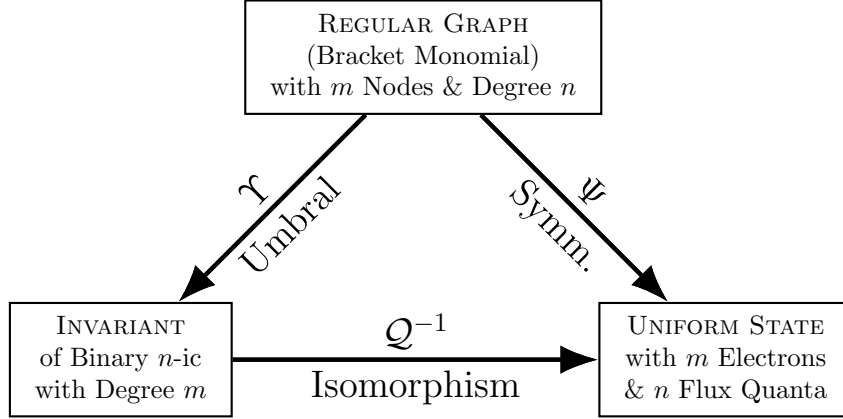 REGULAR GRAPH
(Bracket Monomial)
with m Nodes & Degree n
ϒ
Umbral
Ψ
Symm.
INVARIANT
of Binary n-ic
with Degree m
𝒬⁻¹
Isomorphism
UNIFORM STATE
with m Electrons
& n Flux Quanta